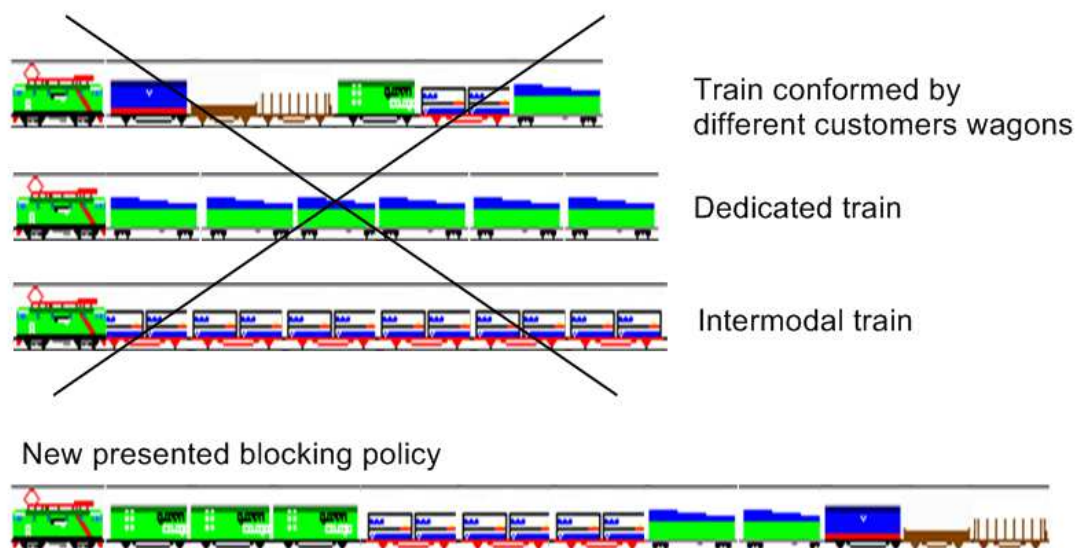 Train conformed by
different customers wagons
Dedicated train
Intermodal train
New presented blocking policy